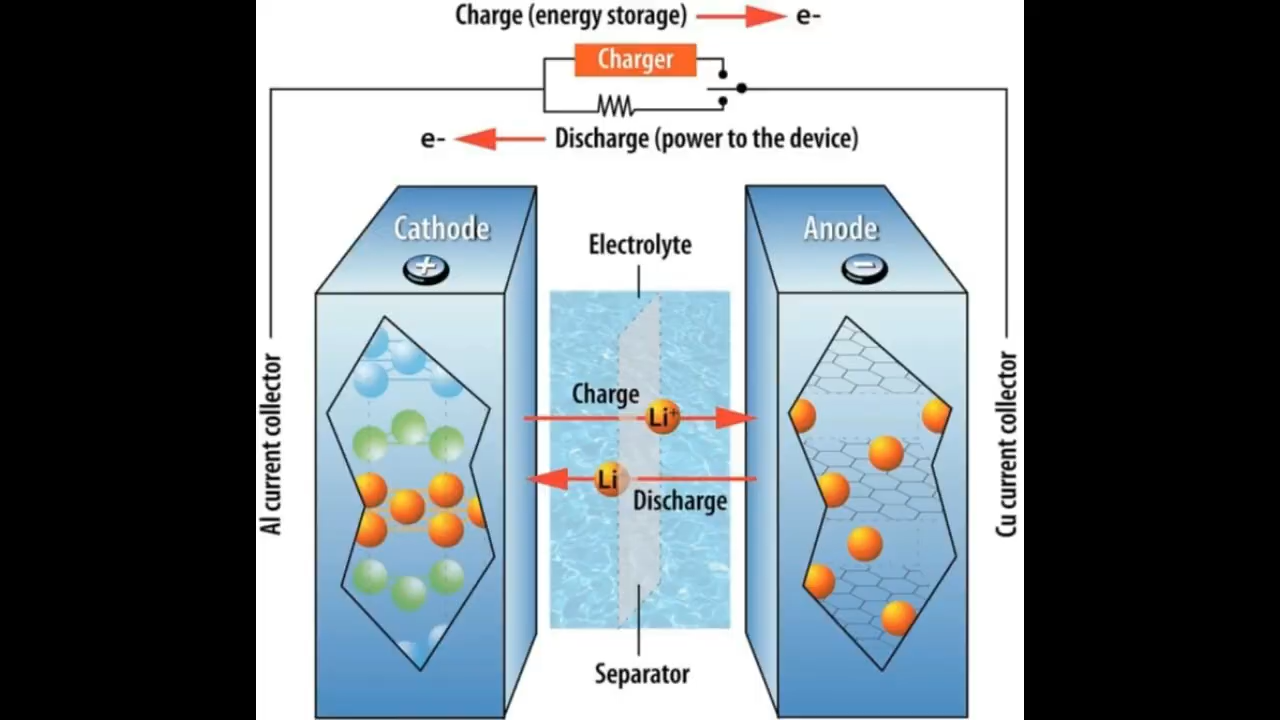 Charge (energy storage) e-
Charger
e- Discharge (power to the device)
Cathode
+
Anode
−
Electrolyte
Al current collector
Cu current collector
Charge
Li+
Li
Discharge
Separator